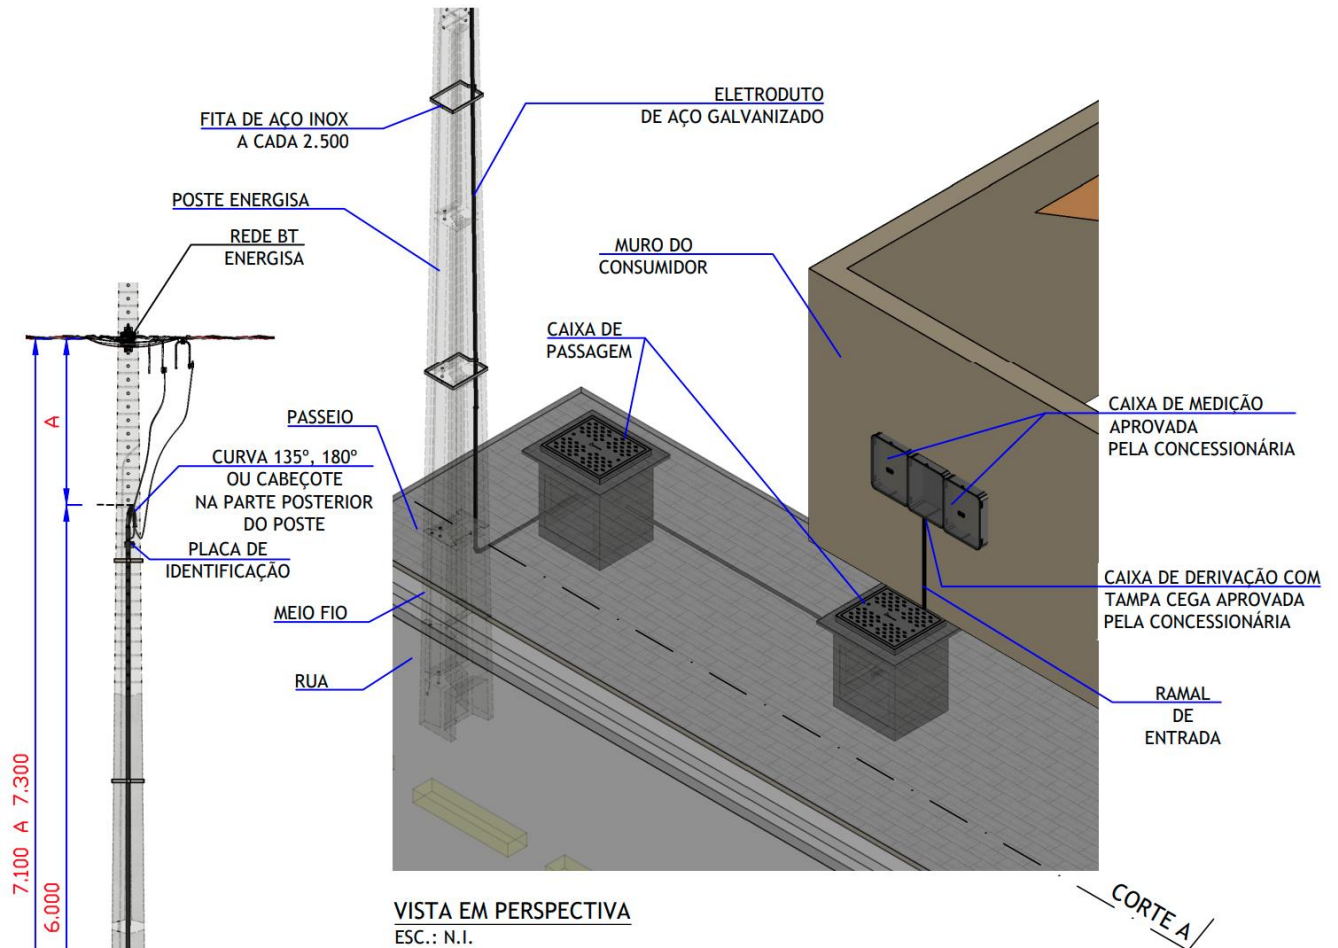 FITA DE AÇO INOX
A CADA 2.500
ELETRODUTO
DE AÇO GALVANIZADO
POSTE ENERGISA
REDE BT
ENERGISA
MURO DO
CONSUMIDOR
CAIXA DE
PASSAGEM
A
PASSEIO
CURVA 135º, 180º
OU CABEÇOTE
NA PARTE POSTERIOR
DO POSTE
PLACA DE
IDENTIFICAÇÃO
CAIXA DE MEDIÇÃO
APROVADA
PELA CONCESSIONÁRIA
CAIXA DE DERIVAÇÃO COM
TAMPA CEGA APROVADA
PELA CONCESSIONÁRIA
MEIO FIO
RUA
RAMAL
DE
ENTRADA
7.100 A 7.300
6.000
VISTA EM PERSPECTIVA
ESC.: N.I.
CORTE A